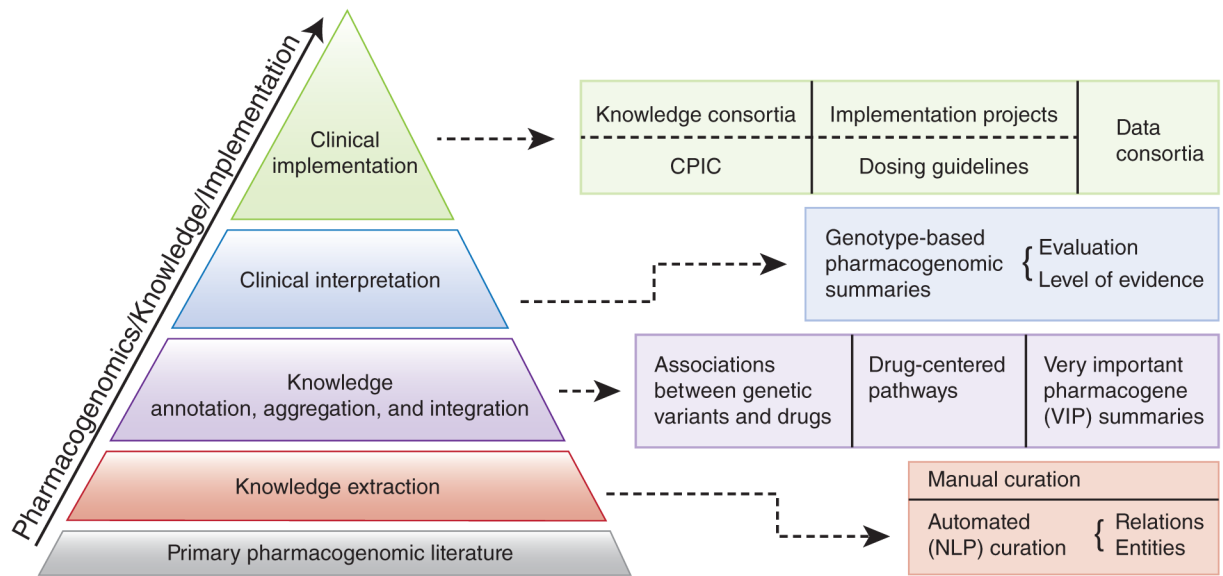 Pharmacogenomics/Knowledge/Implementation
Clinical
implementation
Knowledge consortia
CPIC
Implementation projects
Dosing guidelines
Data
consortia
Clinical interpretation
Genotype-based
pharmacogenomic
summaries
{ Evaluation
Level of evidence
Knowledge
annotation, aggregation, and integration
Associations
between genetic
variants and drugs
Drug-centered
pathways
Very important
pharmacogene
(VIP) summaries
Knowledge extraction
Manual curation
Automated
(NLP) curation
{ Relations
Entities
Primary pharmacogenomic literature